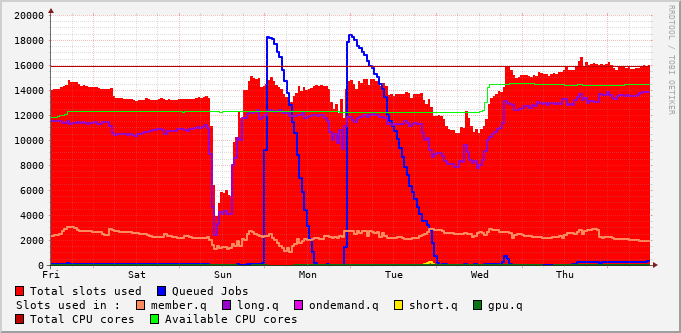 20000
18000
16000
14000
12000
10000
8000
6000
4000
2000
0
Fri Sat Sun Mon Tue Wed Thu
RRDTOOL / TOBI OETIKER
Total slots used Queued Jobs
Slots used in : member.q long.q ondemand.q short.q gpu.q
Total CPU cores Available CPU cores